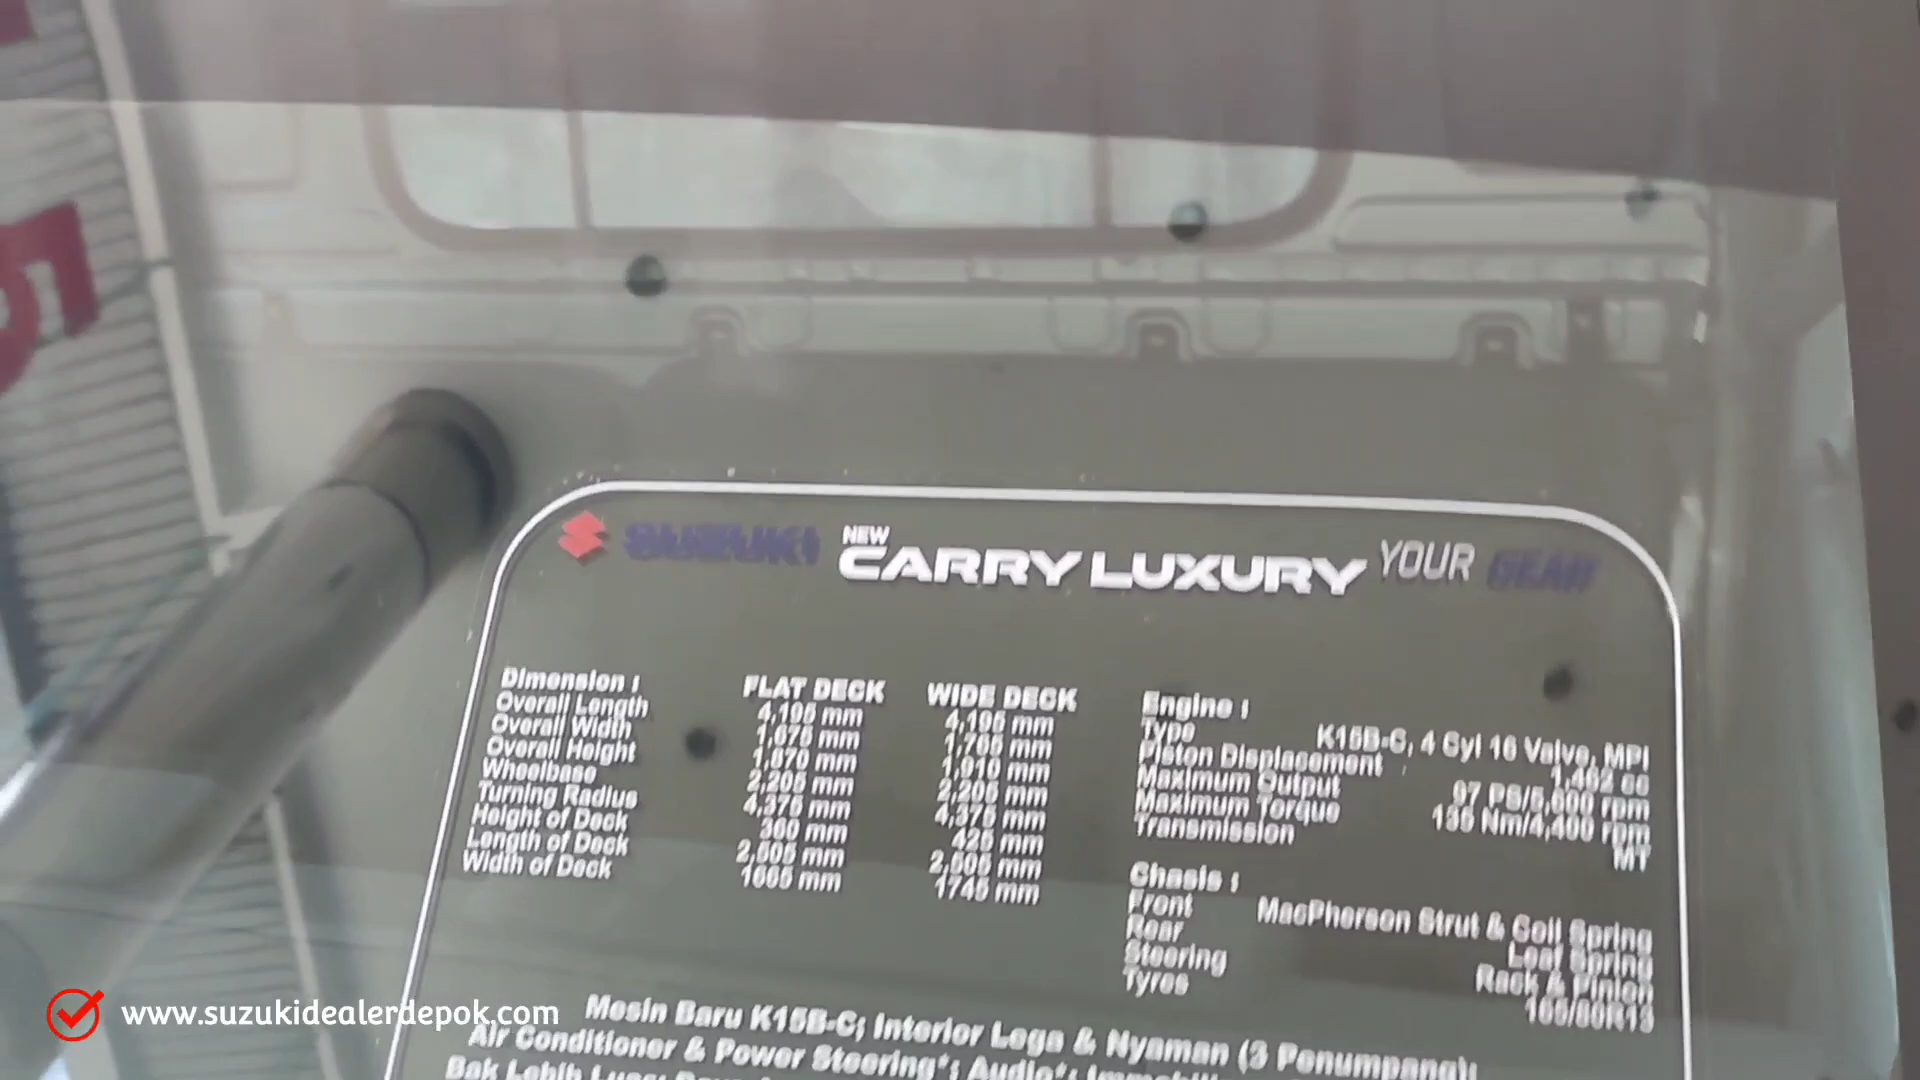 SUZUKI NEW CARRY LUXURY YOUR GEAR
Dimension : FLAT DECK WIDE DECK
Overall Length 4,195 mm 4,195 mm
Overall Width 1,675 mm 1,765 mm
Overall Height 1,870 mm 1,910 mm
Wheelbase 2,205 mm 2,205 mm
Turning Radius 4,375 mm 4,375 mm
Height of Deck 360 mm 425 mm
Length of Deck 2,505 mm 2,505 mm
Width of Deck 1665 mm 1745 mm
Engine :
Type K15B-C, 4 Cyl 16 Valve, MPI
Piston Displacement 1,462 cc
Maximum Output 97 PS/5,600 rpm
Maximum Torque 135 Nm/4,400 rpm
Transmission MT
Chasis :
Front MacPherson Strut & Coil Spring
Rear Leaf Spring
Steering Rack & Pinion
Tyres 165/80R13
Mesin Baru K15B-C; Interior Lega & Nyaman (3 Penumpang);
Air Conditioner & Power Steering*; Audio*;
Bak Lebih Luas;
www.suzukidealerdepok.com